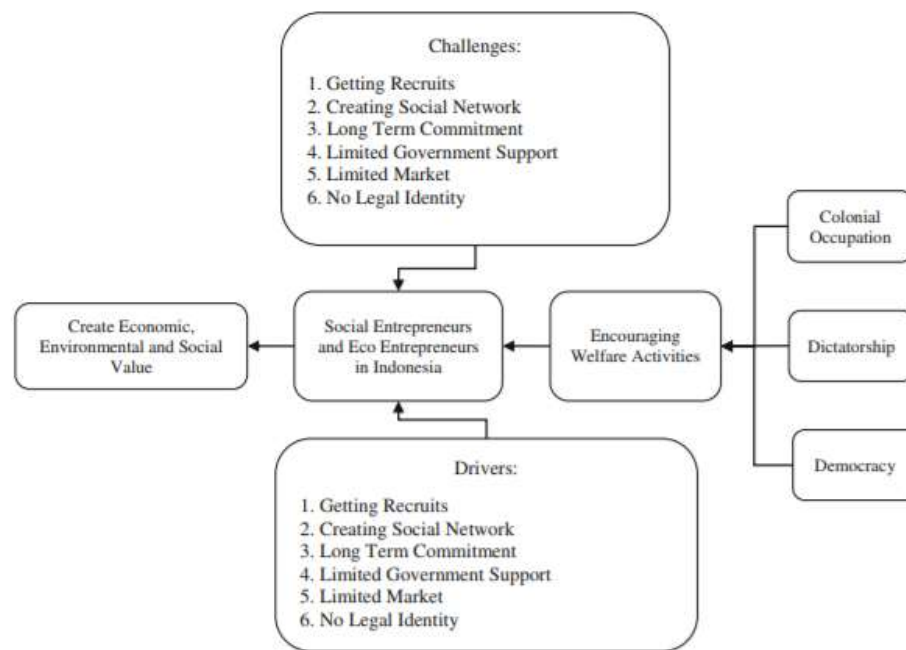 Challenges:
1. Getting Recruits
2. Creating Social Network
3. Long Term Commitment
4. Limited Government Support
5. Limited Market
6. No Legal Identity
Colonial
Occupation
Create Economic,
Environmental and Social
Value
Social Entrepreneurs
and Eco Entrepreneurs
in Indonesia
Encouraging
Welfare Activities
Dictatorship
Democracy
Drivers:
1. Getting Recruits
2. Creating Social Network
3. Long Term Commitment
4. Limited Government Support
5. Limited Market
6. No Legal Identity